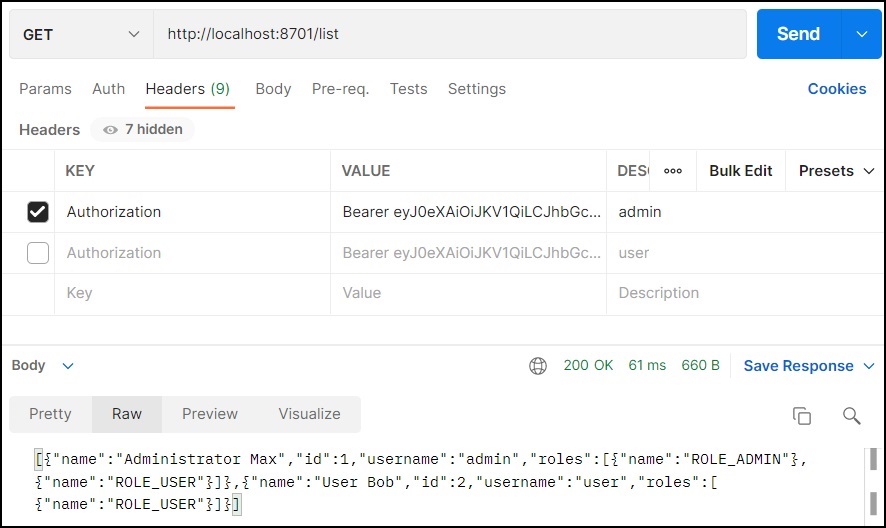 GET http://localhost:8701/list Send
Params Auth Headers (9) Body Pre-req. Tests Settings Cookies
Headers 7 hidden
KEY VALUE DESC ooo Bulk Edit Presets
Authorization Bearer eyJ0eXAiOiJKV1QiLCJhbGc... admin
Authorization Bearer eyJ0eXAiOiJKV1QiLCJhbGc... user
Key Value Description
Body 200 OK 61 ms 660 B Save Response
Pretty Raw Preview Visualize
[{"name":"Administrator Max","id":1,"username":"admin","roles":[{"name":"ROLE_ADMIN"},
{"name":"ROLE_USER"}]},{"name":"User Bob","id":2,"username":"user","roles":[
{"name":"ROLE_USER"}]}]